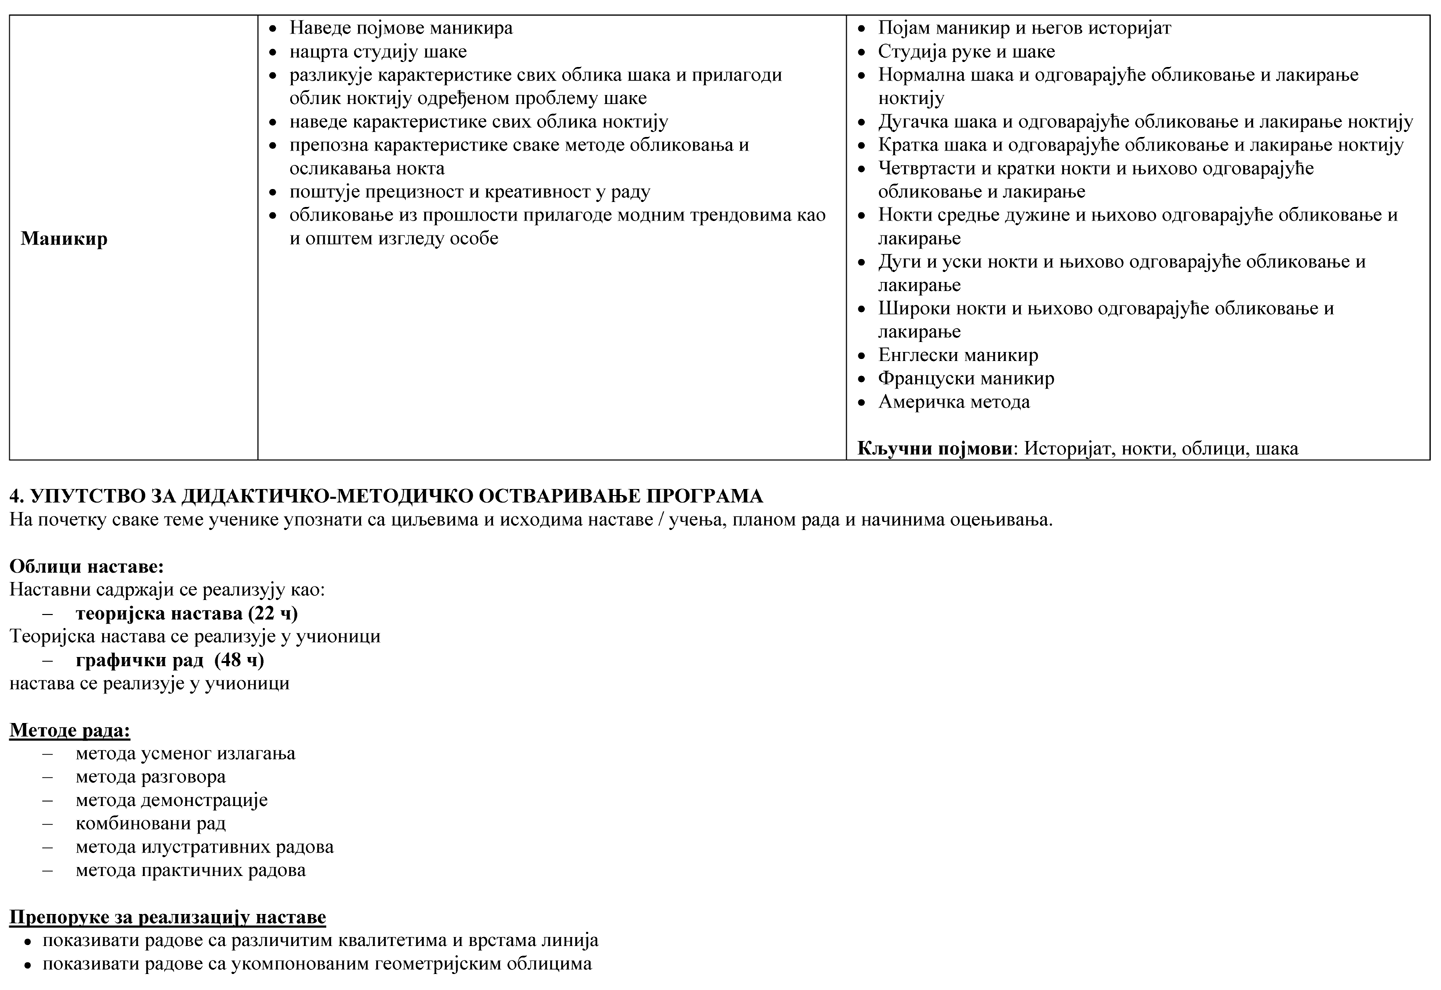 Маникир
• Наведе појмове маникира
• нацрта студију шаке
• разликује карактеристике свих облика шака и прилагоди
облик ноктију одређеном проблему шаке
• наведе карактеристике свих облика ноктију
• препозна карактеристике сваке методе обликовања и
осликавања нокта
• поштује прецизност и креативност у раду
• обликовање из прошлости прилагоде модним трендовима као
и општем изгледу особе
• Појам маникир и његов историјат
• Студија руке и шаке
• Нормална шака и одговарајуће обликовање и лакирање
ноктију
• Дугачка шака и одговарајуће обликовање и лакирање ноктију
• Кратка шака и одговарајуће обликовање и лакирање ноктију
• Четвртасти и кратки нокти и њихово одговарајуће
обликовање и лакирање
• Нокти средње дужине и њихово одговарајуће обликовање и
лакирање
• Дуги и уски нокти и њихово одговарајуће обликовање и
лакирање
• Широки нокти и њихово одговарајуће обликовање и
лакирање
• Енглески маникир
• Француски маникир
• Америчка метода
Кључни појмови: Историјат, нокти, облици, шака
4. УПУТСТВО ЗА ДИДАКТИЧКО-МЕТОДИЧКО ОСТВАРИВАЊЕ ПРОГРАМА
На почетку сваке теме ученике упознати са циљевима и исходима наставе / учења, планом рада и начинима оцењивања.
Облици наставе:
Наставни садржаји се реализују као:
– теоријска настава (22 ч)
Теоријска настава се реализује у учионици
– графички рад (48 ч)
настава се реализује у учионици
Методе рада:
– метода усменог излагања
– метода разговора
– метода демонстрације
– комбиновани рад
– метода илустративних радова
– метода практичних радова
Препоруке за реализацију наставе
• показивати радове са различитим квалитетима и врстама линија
• показивати радове са укомпонованим геометријским облицима